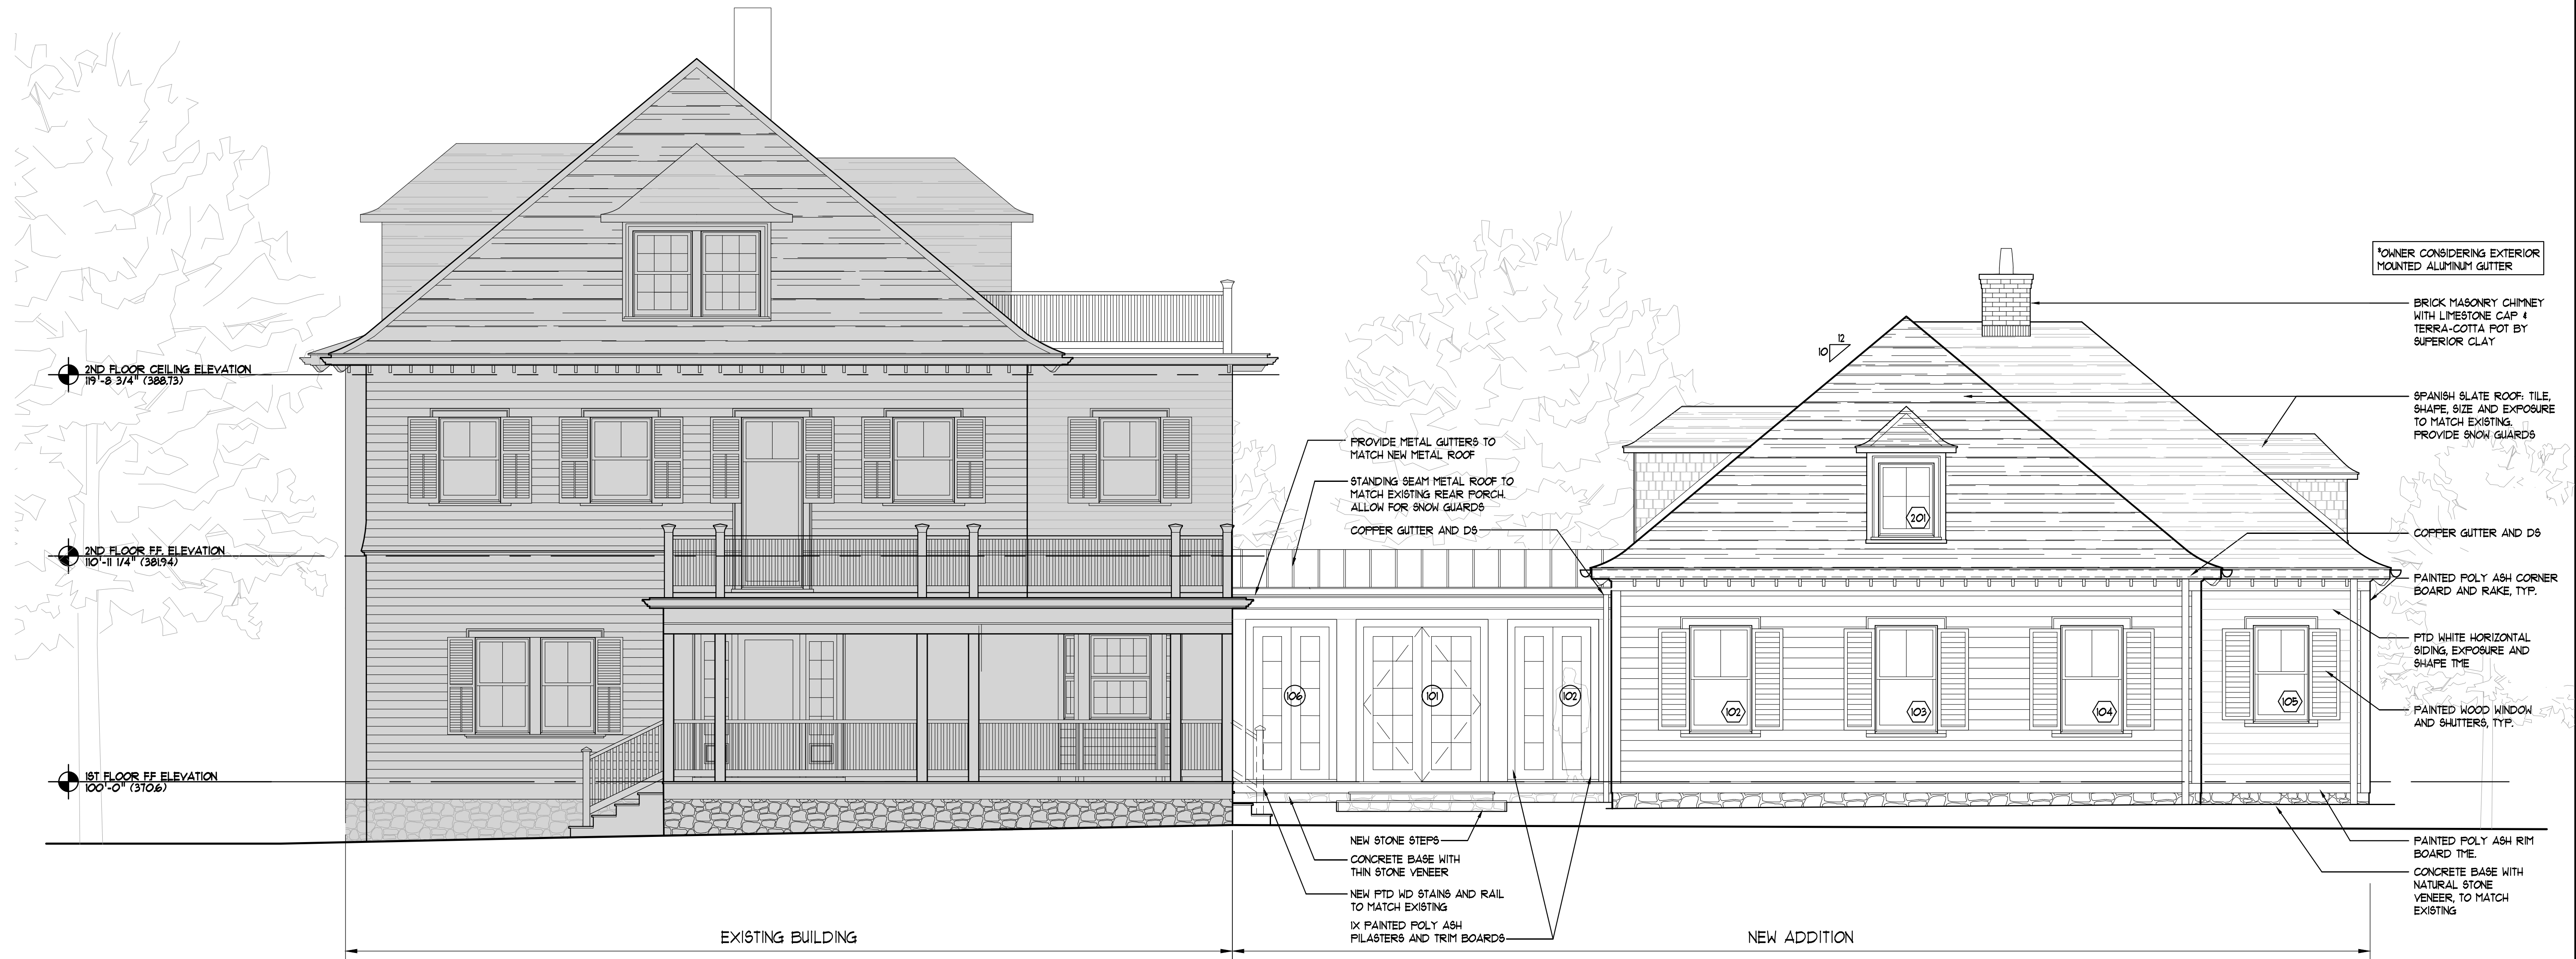 2ND FLOOR CEILING ELEVATION
119'-8 3/4" (388.73)
2ND FLOOR F.F. ELEVATION
110'-11 1/4" (381.94)
1ST FLOOR F.F ELEVATION
100'-0" (370.6)
EXISTING BUILDING
PROVIDE METAL GUTTERS TO
MATCH NEW METAL ROOF
STANDING SEAM METAL ROOF TO
MATCH EXISTING REAR PORCH.
ALLOW FOR SNOW GUARDS
COPPER GUTTER AND DS
106
101
102
NEW STONE STEPS
CONCRETE BASE WITH
THIN STONE VENEER
NEW PTD WD STAINS AND RAIL
TO MATCH EXISTING
1X PAINTED POLY ASH
PILASTERS AND TRIM BOARDS
12
10
201
102
103
104
105
NEW ADDITION
*OWNER CONSIDERING EXTERIOR
MOUNTED ALUMINUM GUTTER
BRICK MASONRY CHIMNEY
WITH LIMESTONE CAP &
TERRA-COTTA POT BY
SUPERIOR CLAY
SPANISH SLATE ROOF: TILE,
SHAPE, SIZE AND EXPOSURE
TO MATCH EXISTING.
PROVIDE SNOW GUARDS
COPPER GUTTER AND DS
PAINTED POLY ASH CORNER
BOARD AND RAKE, TYP.
PTD WHITE HORIZONTAL
SIDING, EXPOSURE AND
SHAPE TME
PAINTED WOOD WINDOW
AND SHUTTERS, TYP.
PAINTED POLY ASH RIM
BOARD TME.
CONCRETE BASE WITH
NATURAL STONE
VENEER, TO MATCH
EXISTING